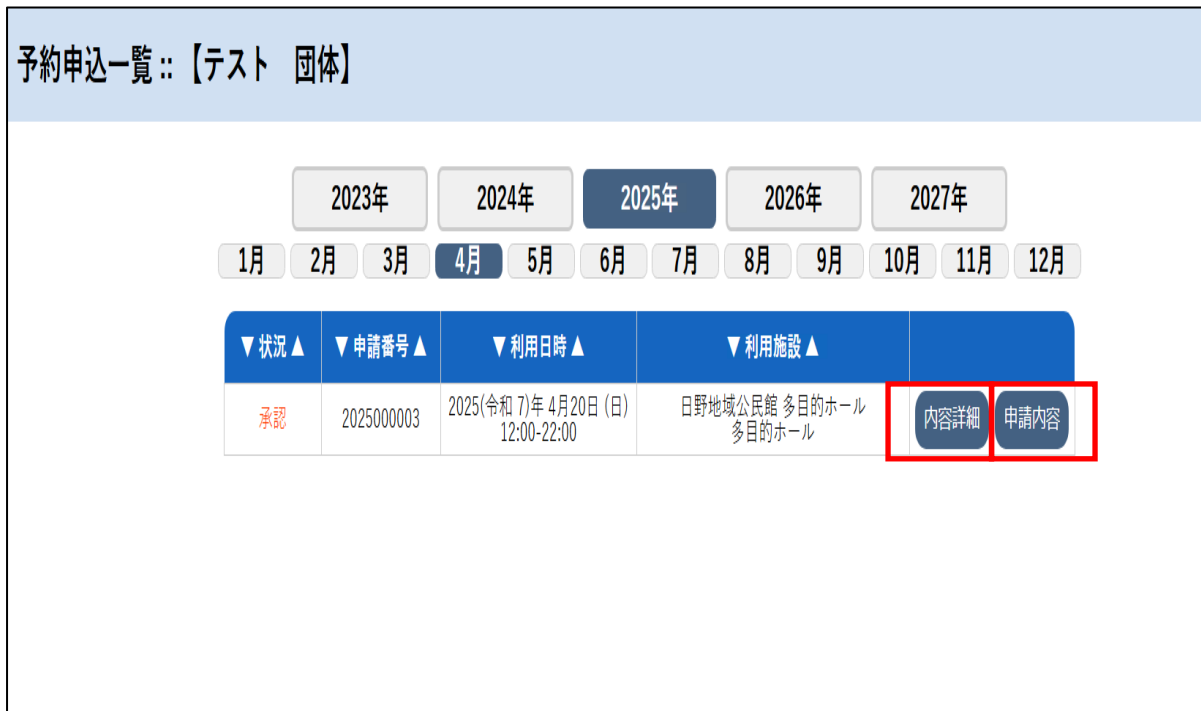 予約申込一覧 :: 【テスト　団体】
2023年 2024年 2025年 2026年 2027年
1月 2月 3月 4月 5月 6月 7月 8月 9月 10月 11月 12月
▼ 状況 ▲ ▼ 申請番号 ▲ ▼ 利用日時 ▲ ▼ 利用施設 ▲
承認 2025000003 2025(令和 7)年 4月20日 (日) 日野地域公民館 多目的ホール 内容詳細 申請内容
12:00-22:00 多目的ホール